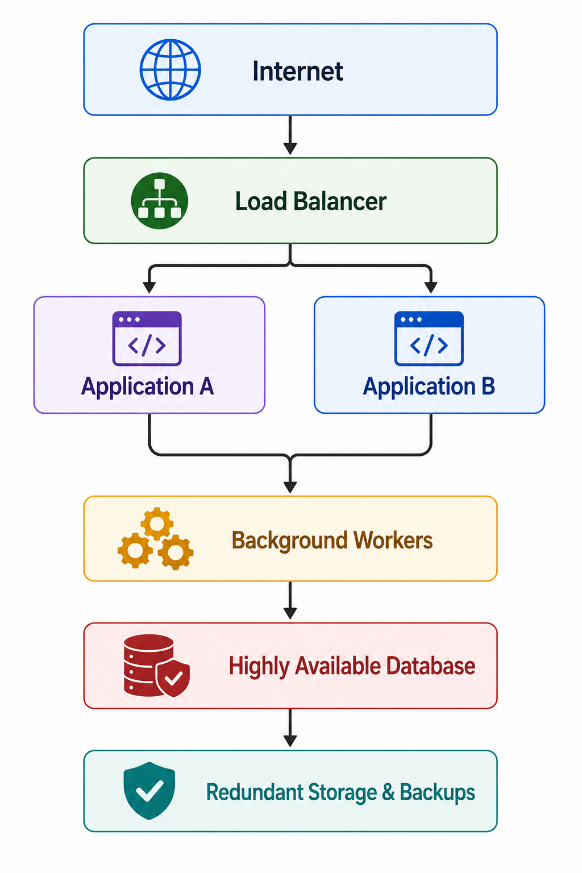 Internet
Load Balancer
Application A
Application B
Background Workers
Highly Available Database
Redundant Storage & Backups